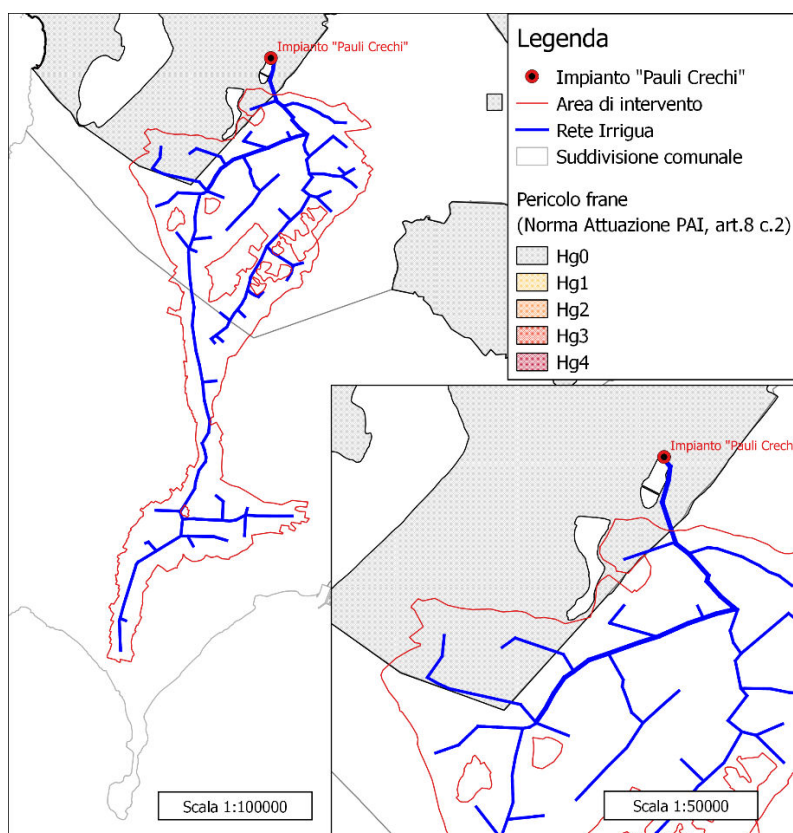 Impianto "Pauli Crechi"
Legenda
Impianto "Pauli Crechi"
Area di intervento
Rete Irrigua
Suddivisione comunale
Pericolo frane
(Norma Attuazione PAI, art.8 c.2)
Hg0
Hg1
Hg2
Hg3
Hg4
Impianto "Pauli Crech
Scala 1:100000
Scala 1:50000